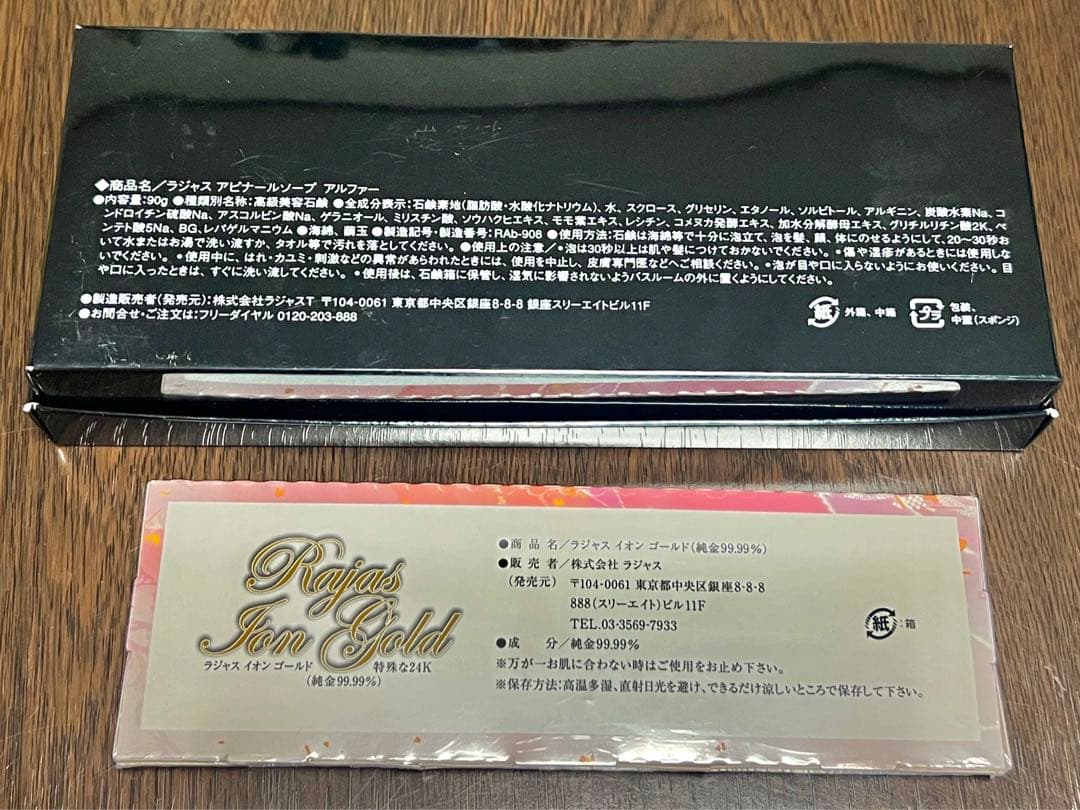 ◆商品名／ラジャス アピナールソープ アルファー
●内容量:90g ●種類別名称:高級美容石鹸 ●全成分表示:石鹸素地(脂肪酸・水酸化ナトリウム)、水、スクロース、グリセリン、エタノール、ソルビトール、アルギニン、炭酸水素Na、コ
ンドロイチン硫酸Na、アスコルビン酸Na、ゲラニオール、ミリスチン酸、ソウハクヒエキス、モモ葉エキス、レシチン、コメヌカ発酵エキス、加水分解酵母エキス、グリチルリチン酸2K、ペ
ンテト酸5Na、BG、レパゲルマニウム ●海綿、繭玉 ●製造記号・製造番号:RAb-908 ●使用方法:石鹸は海綿等で十分に泡立て、泡を髪、顔、体にのせるようにして、20〜30秒お
いて水またはお湯で洗い流すか、タオル等で汚れを落としてください。●使用上の注意／•泡は30秒以上は肌や髪につけておかないでください。•傷や湿疹があるときには使用しな
いでください。•使用中に、はれ・カユミ・刺激などの異常があらわれたときには、使用を中止し、皮膚専門医などへご相談ください。•泡が目や口に入らないようにお使いください。目
や口に入ったときは、すぐに洗い流してください。•使用後は、石鹸箱に保管し、湿気に影響されないようバスルームの外に置くようにしてください。
●製造販売者(発売元):株式会社ラジャスT 〒104-0061 東京都中央区銀座8-8-8 銀座スリーエイトビル11F
●お問合せ・ご注文は:フリーダイヤル 0120-203-888
紙 外箱、中箱
プラ 包装、
中敷(スポンジ)
Rajas
Ion Gold
ラジャス イオン ゴールド 特殊な24K
(純金99.99%)
●商 品 名／ラジャス イオン ゴールド(純金99.99%)
●販 売 者／株式会社 ラジャス
(発売元) 〒104-0061 東京都中央区銀座8-8-8
888(スリーエイト)ビル11F
TEL.03-3569-7933
●成 分／純金99.99%
※万が一お肌に合わない時はご使用をお止め下さい。
※保存方法:高温多湿、直射日光を避け、できるだけ涼しいところで保存して下さい。
紙:箱